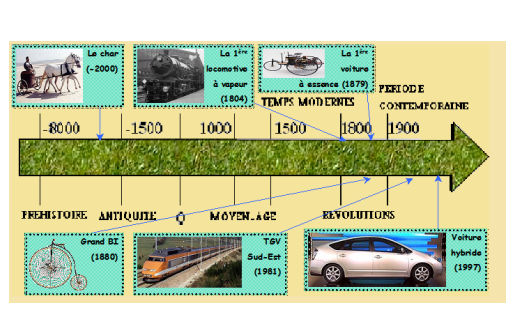 Le char
(-2000)
La 1ère
locomotive
à vapeur
(1804)
La 1ère
voiture
à essence (1879)
TEMPS MODERNES
PERIODE
CONTEMPORAINE
-8000
-1500
1000
1500
1800
1900
PREHISTOIRE
ANTIQUITE
0
MOYEN-AGE
REVOLUTIONS
Grand BI
(1880)
TGV
Sud-Est
(1981)
Voiture
hybride
(1997)